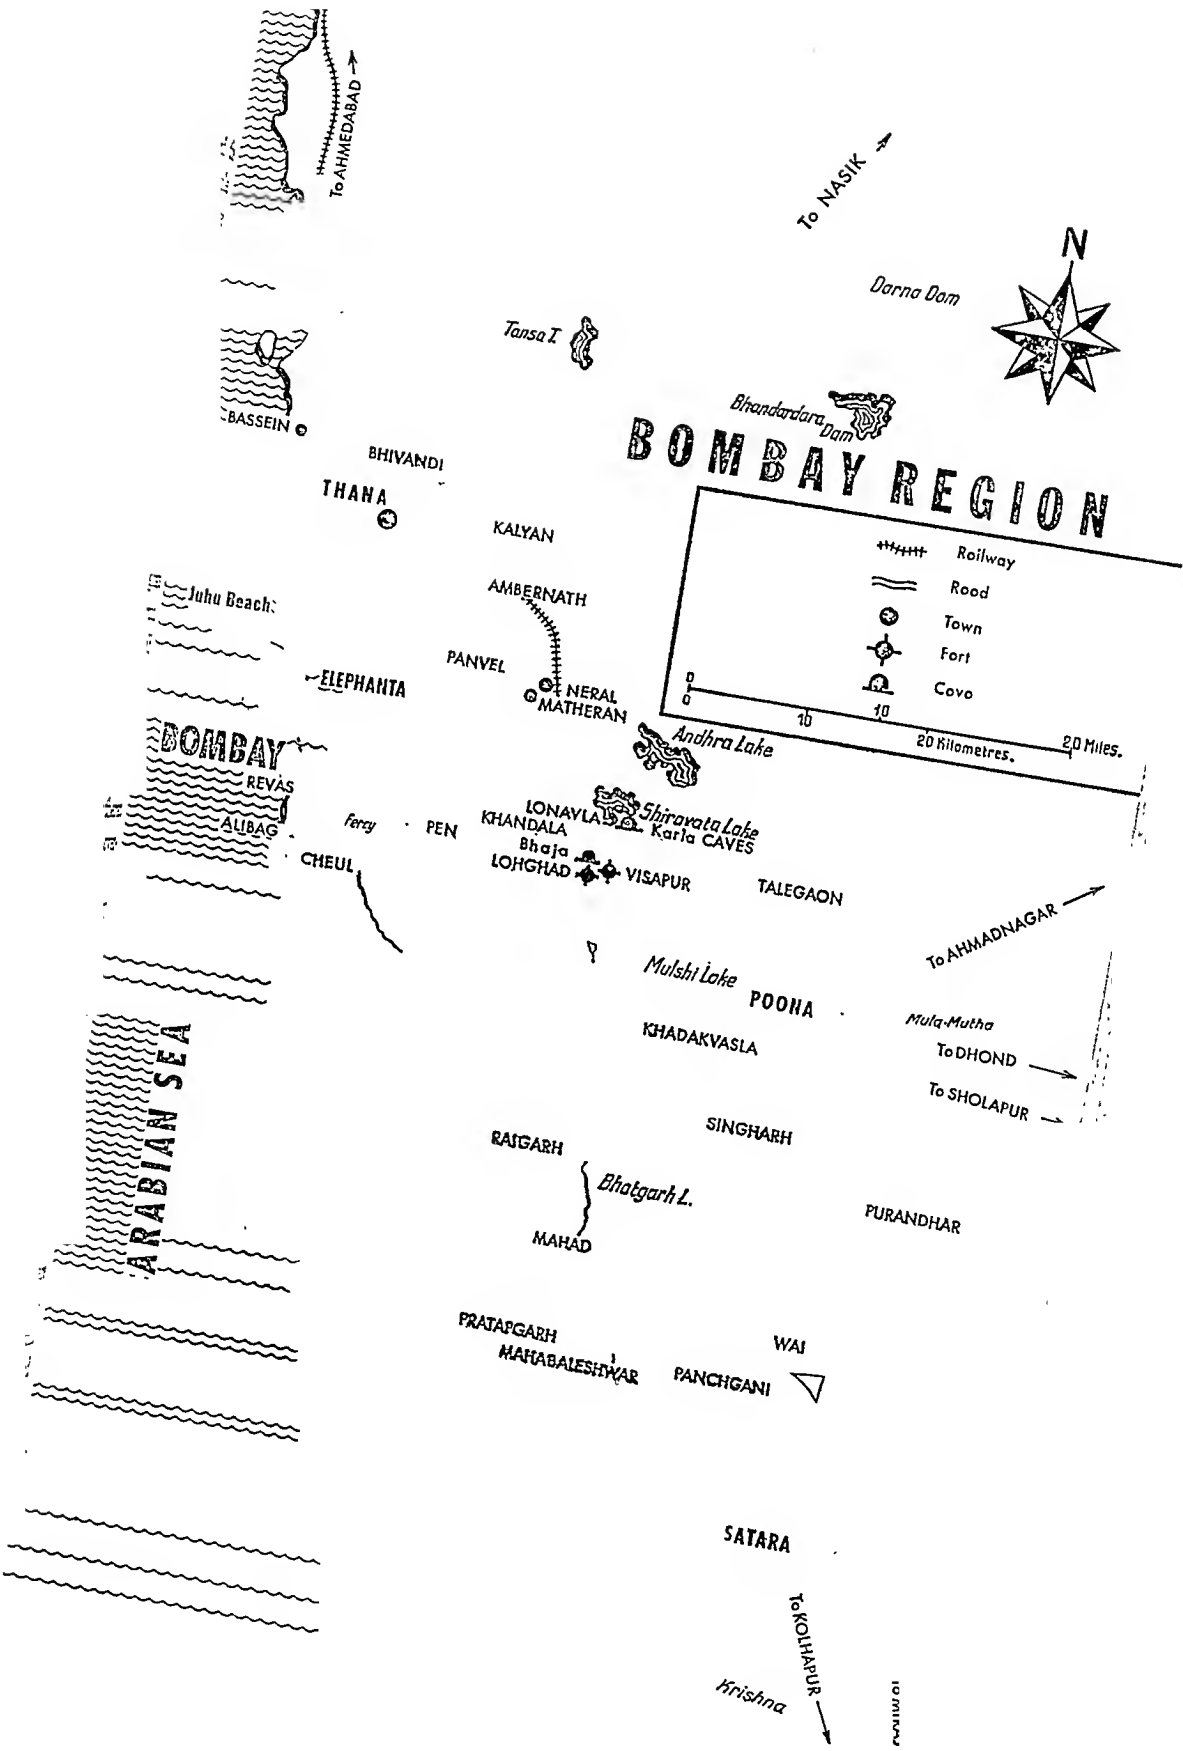 To AHMEDABAD
To NASIK
N
Darna Dam
Tansa I.
Bhandardara
Dam
BOMBAY REGION
BASSEIN
BHIVANDI
THANA
KALYAN
Railway
Road
Town
Fort
Covo
0
0
10
10
20 Kilometres.
20 Miles.
AMBERNATH
Juhu Beach
PANVEL
ELEPHANTA
NERAL
MATHERAN
Andhra Lake
BOMBAY
REVAS
ALIBAG
Ferry
PEN
LONAVLA
KHANDALA
Shiravata Lake
Karla CAVES
Bhaja
LOHGHAD
VISAPUR
CHEUL
TALEGAON
To AHMADNAGAR
Mulshi Lake
POONA
Mula-Mutha
KHADAKVASLA
To DHOND
To SHOLAPUR
ARABIAN SEA
RAIGARH
SINGHARH
Bhatgarh L.
PURANDHAR
MAHAD
PRATAPGARH
MAHABALESHWAR
WAI
PANCHGANI
SATARA
To KOLHAPUR
Krishna